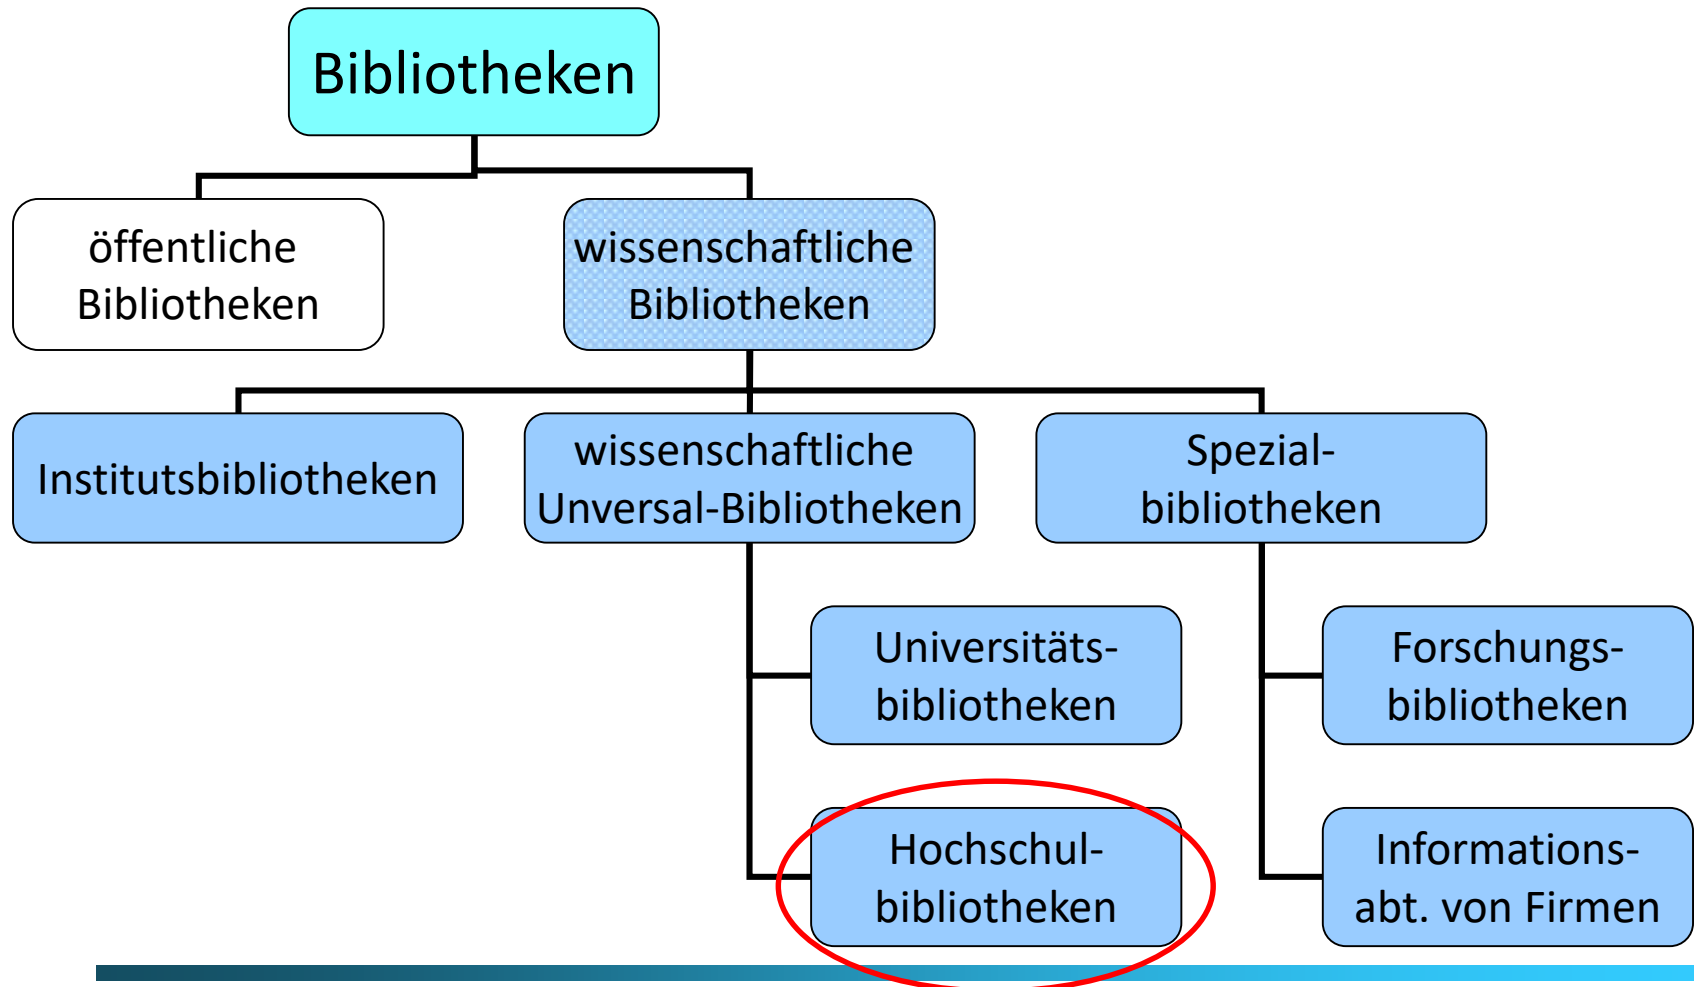 Bibliotheken
öffentliche
Bibliotheken
wissenschaftliche
Bibliotheken
Institutsbibliotheken
wissenschaftliche
Unversal-Bibliotheken
Spezial-
bibliotheken
Universitäts-
bibliotheken
Forschungs-
bibliotheken
Hochschul-
bibliotheken
Informations-
abt. von Firmen